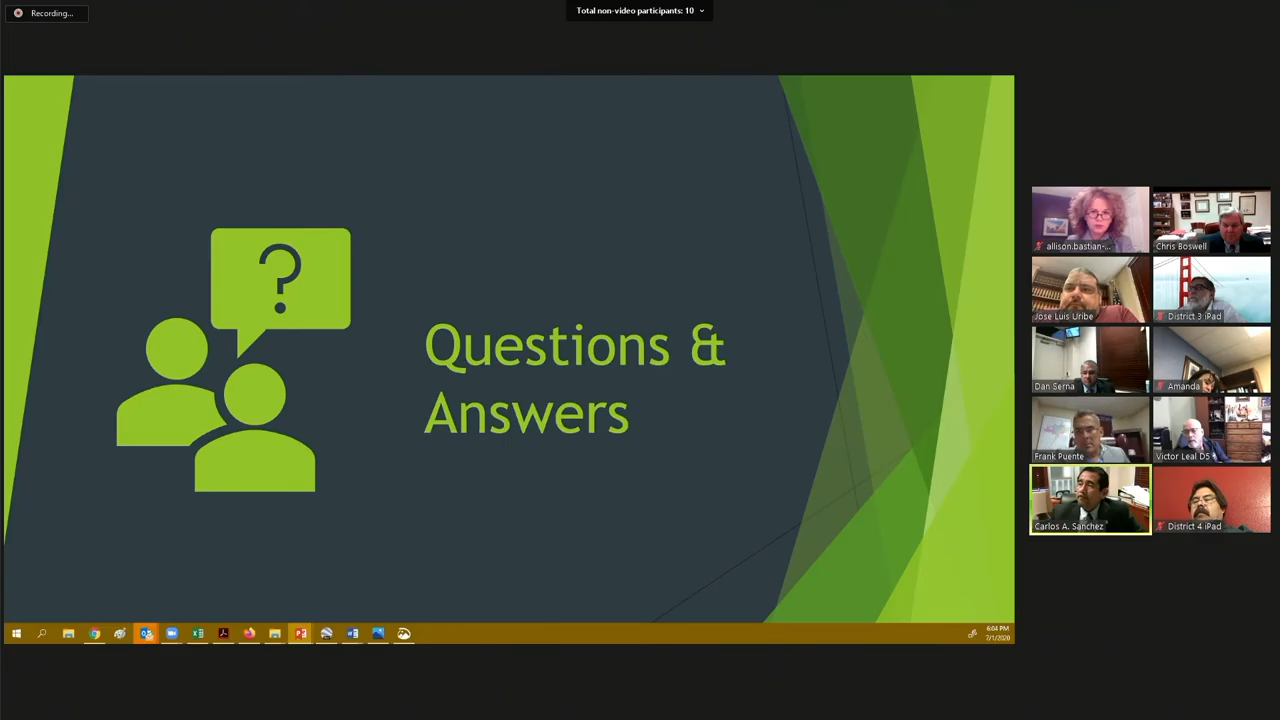 Recording...
Total non-video participants: 10
?
Questions &
Answers
allison.bastian-...
Chris Boswell
Jose Luis Uribe
District 3 iPad
Dan Serna
Amanda
Frank Puente
Victor Leal D5
Carlos A. Sanchez
District 4 iPad
6:04 PM
7/1/2020